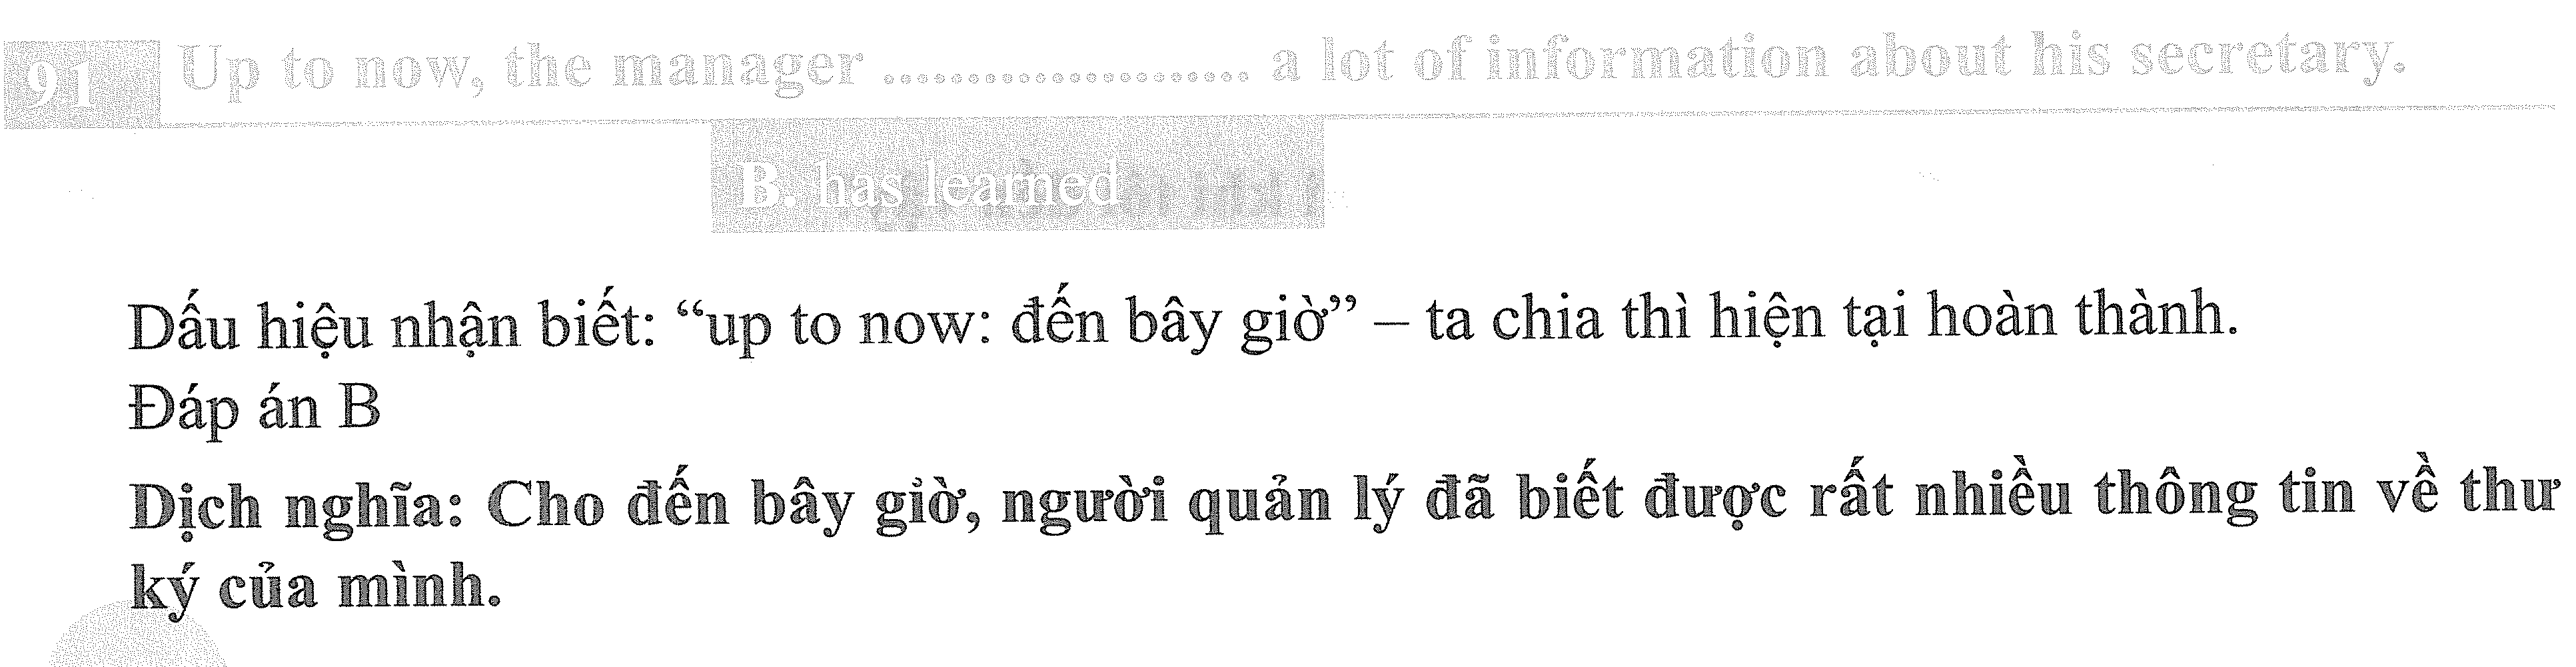 91 Up to now, the manager ...................... a lot of information about his secretary.
B. has learned
Dấu hiệu nhận biết: “up to now: đến bây giờ” – ta chia thì hiện tại hoàn thành.
Đáp án B
Dịch nghĩa: Cho đến bây giờ, người quản lý đã biết được rất nhiều thông tin về thư
ký của mình.